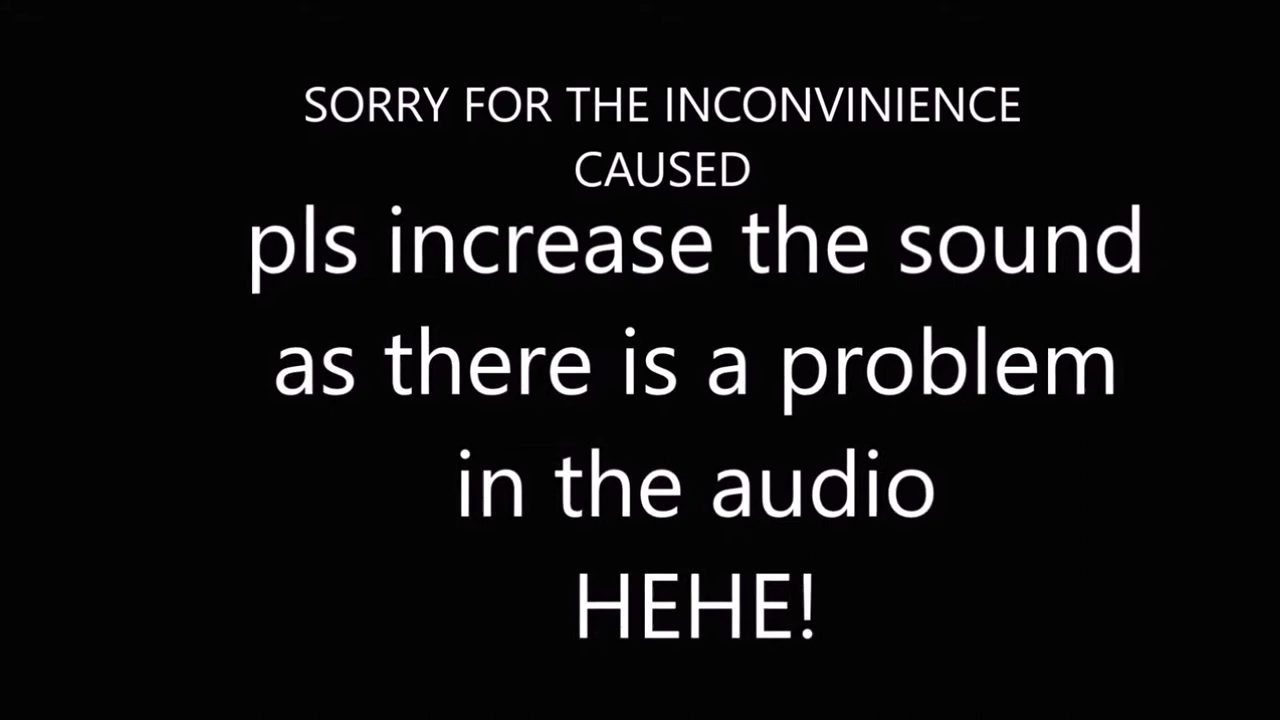 SORRY FOR THE INCONVINIENCE
CAUSED
pls increase the sound
as there is a problem
in the audio
HEHE!